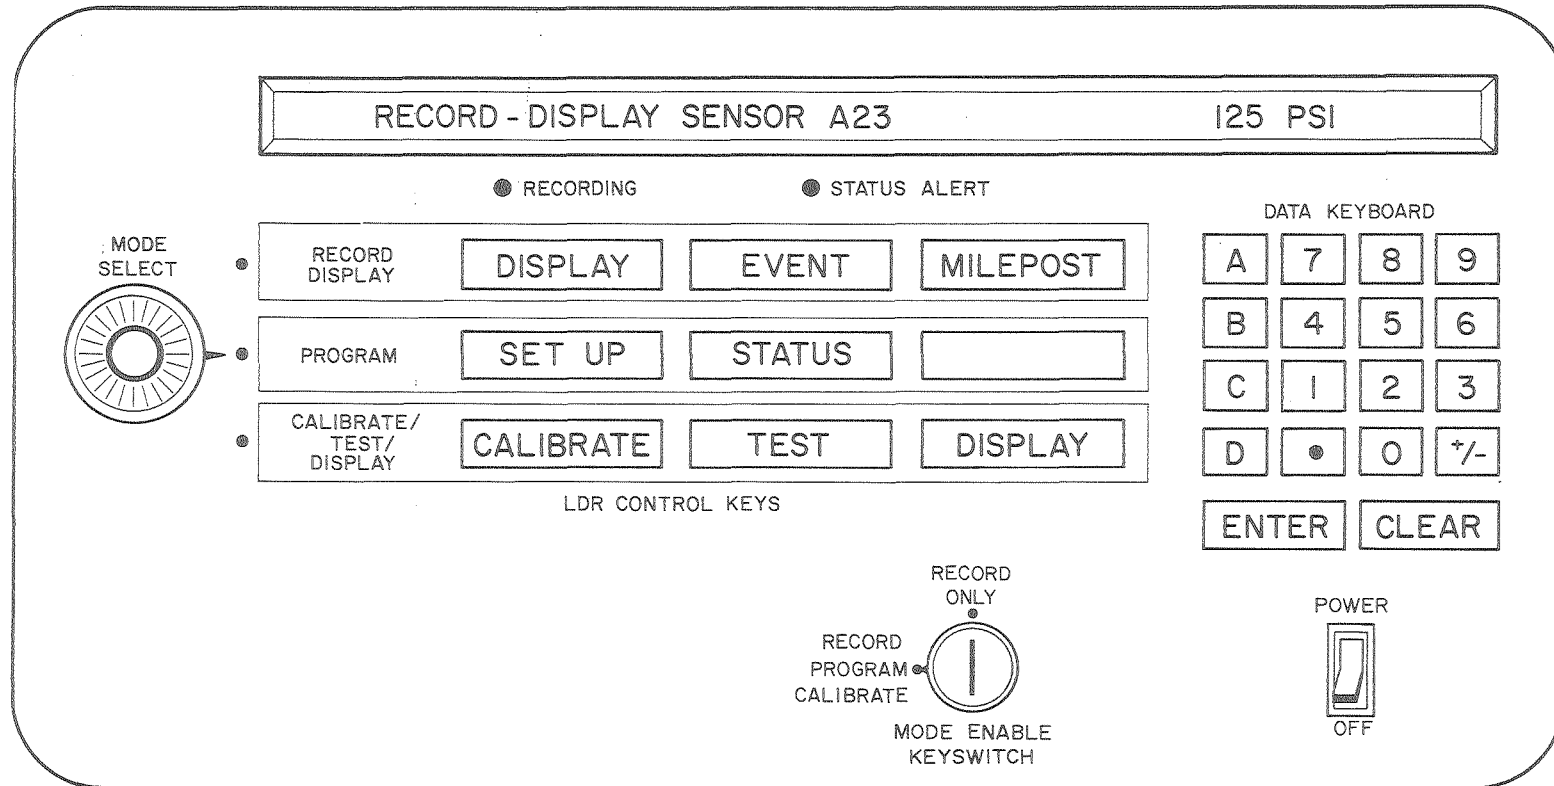 RECORD - DISPLAY SENSOR A23 125 PSI
RECORDING STATUS ALERT
DATA KEYBOARD
MODE
SELECT
RECORD
DISPLAY
DISPLAY EVENT MILEPOST
A 7 8 9
B 4 5 6
PROGRAM SET UP STATUS
C 1 2 3
CALIBRATE/
TEST/
DISPLAY
CALIBRATE TEST DISPLAY
D • 0 +/-
LDR CONTROL KEYS
ENTER CLEAR
RECORD
ONLY
RECORD
PROGRAM
CALIBRATE
MODE ENABLE
KEYSWITCH
POWER
OFF